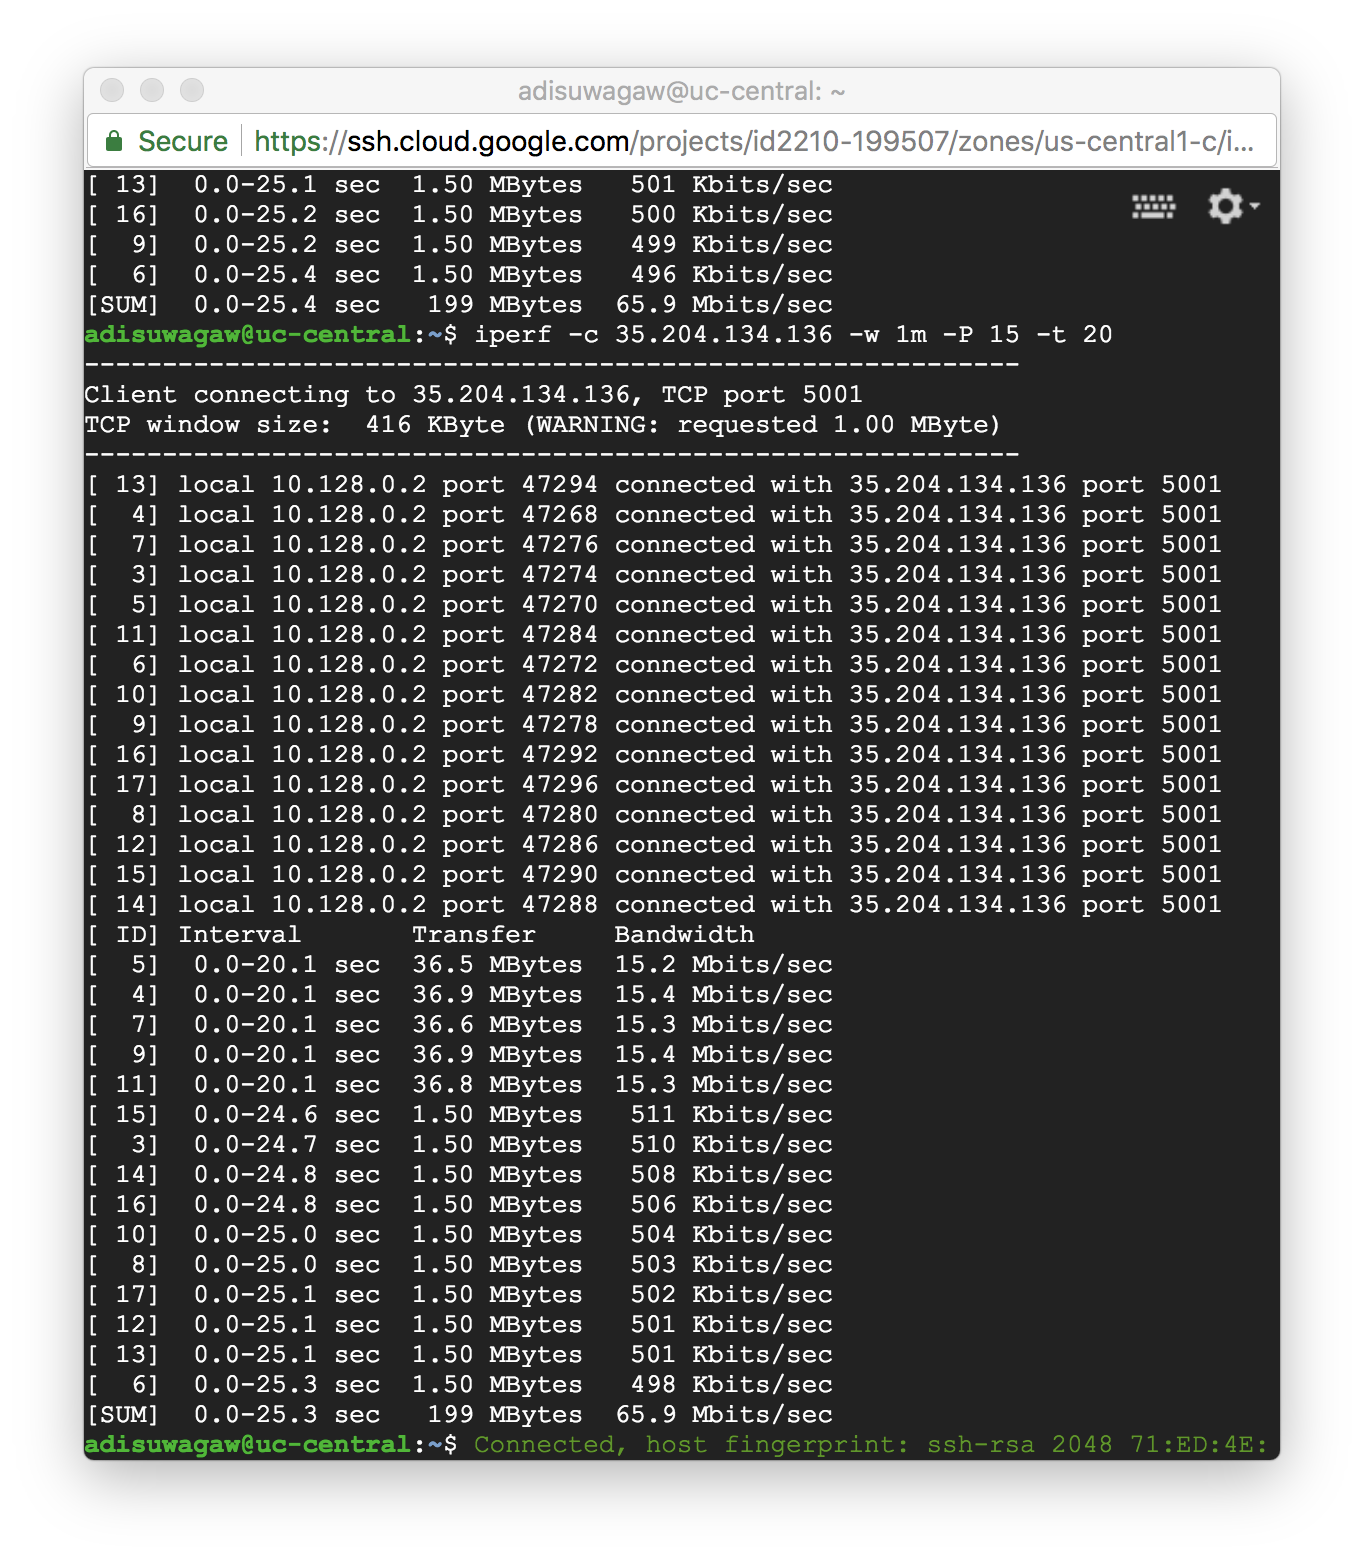 adisuwagaw@uc-central: ~
Secure https://ssh.cloud.google.com/projects/id2210-199507/zones/us-central1-c/i...
[ 13]  0.0-25.1 sec  1.50 MBytes   501 Kbits/sec
[ 16]  0.0-25.2 sec  1.50 MBytes   500 Kbits/sec
[  9]  0.0-25.2 sec  1.50 MBytes   499 Kbits/sec
[  6]  0.0-25.4 sec  1.50 MBytes   496 Kbits/sec
[SUM]  0.0-25.4 sec   199 MBytes  65.9 Mbits/sec
adisuwagaw@uc-central:~$ iperf -c 35.204.134.136 -w 1m -P 15 -t 20
------------------------------------------------------------
Client connecting to 35.204.134.136, TCP port 5001
TCP window size:  416 KByte (WARNING: requested 1.00 MByte)
------------------------------------------------------------
[ 13] local 10.128.0.2 port 47294 connected with 35.204.134.136 port 5001
[  4] local 10.128.0.2 port 47268 connected with 35.204.134.136 port 5001
[  7] local 10.128.0.2 port 47276 connected with 35.204.134.136 port 5001
[  3] local 10.128.0.2 port 47274 connected with 35.204.134.136 port 5001
[  5] local 10.128.0.2 port 47270 connected with 35.204.134.136 port 5001
[ 11] local 10.128.0.2 port 47284 connected with 35.204.134.136 port 5001
[  6] local 10.128.0.2 port 47272 connected with 35.204.134.136 port 5001
[ 10] local 10.128.0.2 port 47282 connected with 35.204.134.136 port 5001
[  9] local 10.128.0.2 port 47278 connected with 35.204.134.136 port 5001
[ 16] local 10.128.0.2 port 47292 connected with 35.204.134.136 port 5001
[ 17] local 10.128.0.2 port 47296 connected with 35.204.134.136 port 5001
[  8] local 10.128.0.2 port 47280 connected with 35.204.134.136 port 5001
[ 12] local 10.128.0.2 port 47286 connected with 35.204.134.136 port 5001
[ 15] local 10.128.0.2 port 47290 connected with 35.204.134.136 port 5001
[ 14] local 10.128.0.2 port 47288 connected with 35.204.134.136 port 5001
[ ID] Interval       Transfer     Bandwidth
[  5]  0.0-20.1 sec  36.5 MBytes  15.2 Mbits/sec
[  4]  0.0-20.1 sec  36.9 MBytes  15.4 Mbits/sec
[  7]  0.0-20.1 sec  36.6 MBytes  15.3 Mbits/sec
[  9]  0.0-20.1 sec  36.9 MBytes  15.4 Mbits/sec
[ 11]  0.0-20.1 sec  36.8 MBytes  15.3 Mbits/sec
[ 15]  0.0-24.6 sec  1.50 MBytes   511 Kbits/sec
[  3]  0.0-24.7 sec  1.50 MBytes   510 Kbits/sec
[ 14]  0.0-24.8 sec  1.50 MBytes   508 Kbits/sec
[ 16]  0.0-24.8 sec  1.50 MBytes   506 Kbits/sec
[ 10]  0.0-25.0 sec  1.50 MBytes   504 Kbits/sec
[  8]  0.0-25.0 sec  1.50 MBytes   503 Kbits/sec
[ 17]  0.0-25.1 sec  1.50 MBytes   502 Kbits/sec
[ 12]  0.0-25.1 sec  1.50 MBytes   501 Kbits/sec
[ 13]  0.0-25.1 sec  1.50 MBytes   501 Kbits/sec
[  6]  0.0-25.3 sec  1.50 MBytes   498 Kbits/sec
[SUM]  0.0-25.3 sec   199 MBytes  65.9 Mbits/sec
adisuwagaw@uc-central:~$ Connected, host fingerprint: ssh-rsa 2048 71:ED:4E: